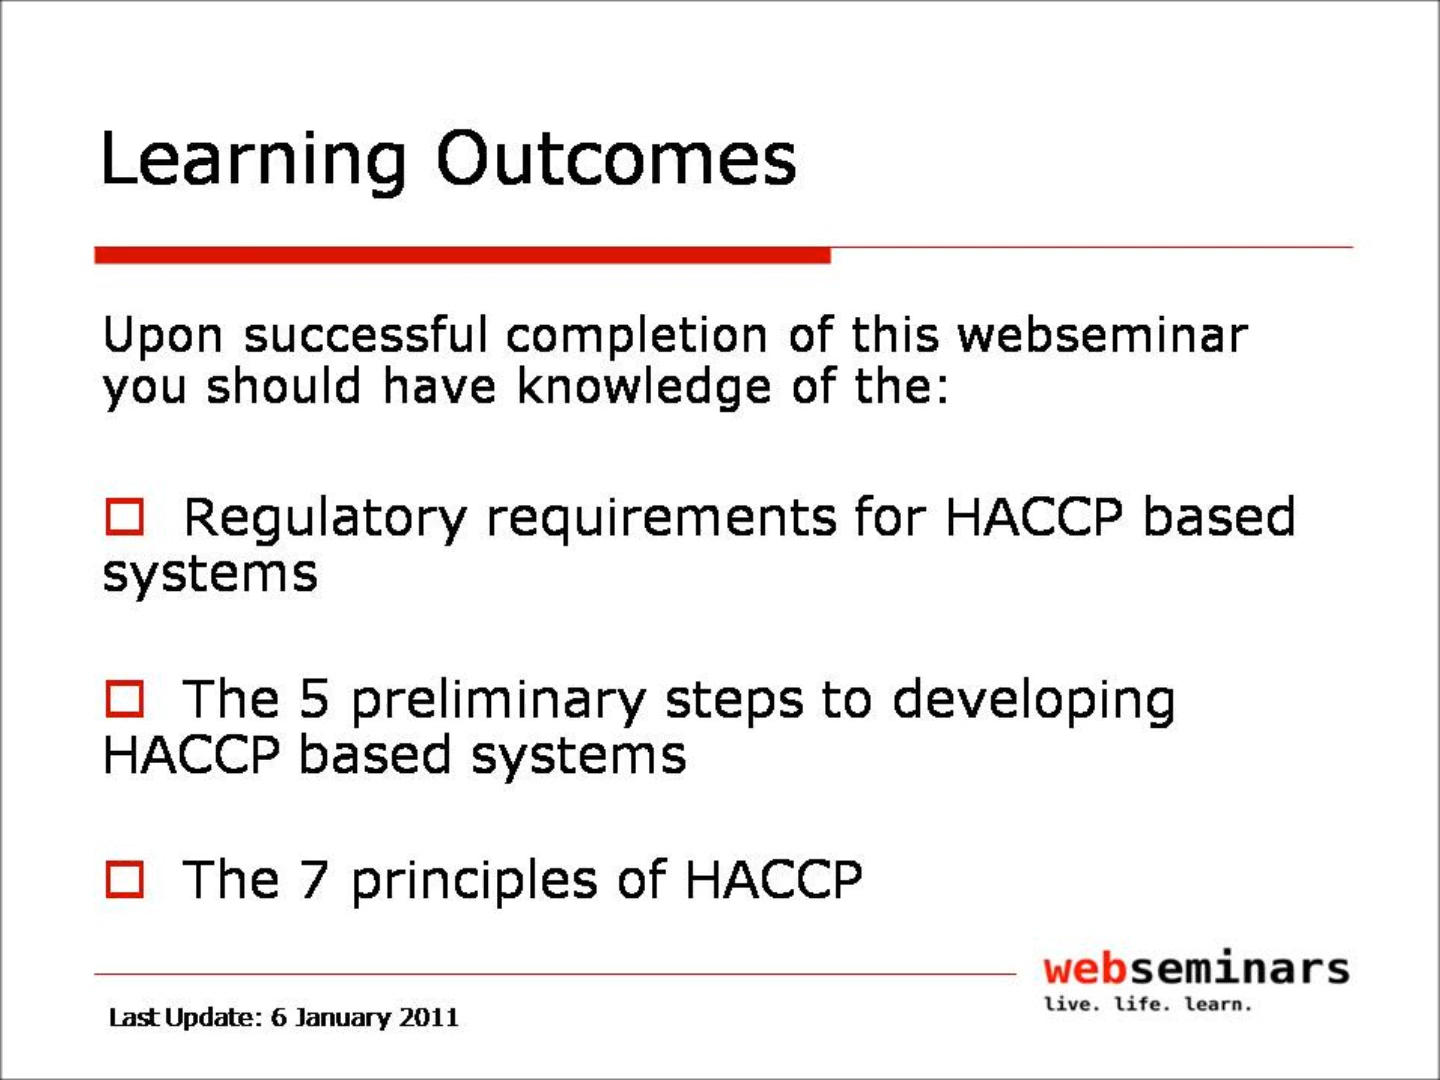 Learning Outcomes
Upon successful completion of this webseminar
you should have knowledge of the:
Regulatory requirements for HACCP based
systems
The 5 preliminary steps to developing
HACCP based systems
The 7 principles of HACCP
webseminars
live. life. learn.
Last Update: 6 January 2011